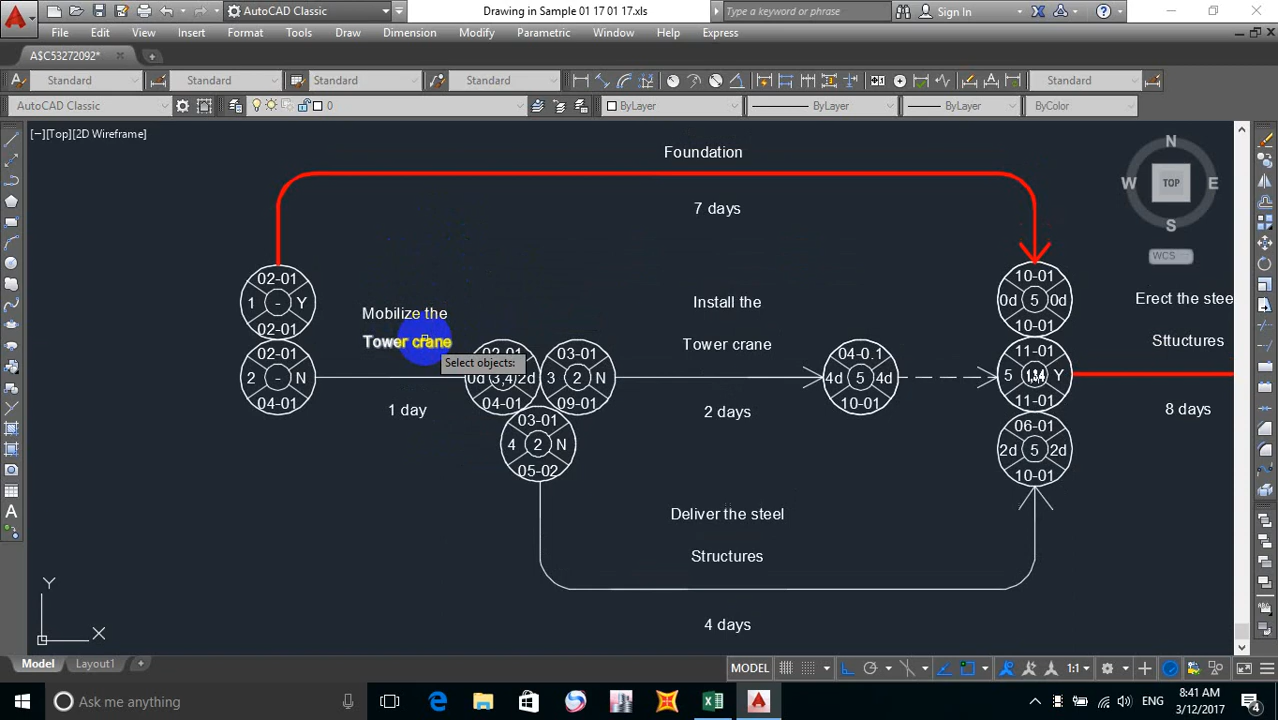 AutoCAD Classic
Drawing in Sample 01 17 01 17.xls
Type a keyword or phrase
Sign In
File Edit View Insert Format Tools Draw Dimension Modify Parametric Window Help Express
A$C53272092*
Standard Standard Standard Standard Standard
AutoCAD Classic 0 ByLayer ByLayer ByLayer ByColor
[−][Top][2D Wireframe]
N
W TOP E
S
WCS
Foundation
7 days
02-01
1 - Y
02-01
02-01
2 - N
04-01
Mobilize the
Tower crane
Select objects:
1 day
0d 3,4 2d
04-01
03-01
3 2 N
09-01
03-01
4 2 N
05-02
Install the
Tower crane
2 days
04-0.1
4d 5 4d
10-01
10-01
0d 5 0d
10-01
11-01
5 Y
11-01
06-01
2d 5 2d
10-01
Erect the stee
Sttuctures
8 days
Deliver the steel
Structures
4 days
Y
X
Model Layout1
MODEL 1:1
Ask me anything
ENG
8:41 AM
3/12/2017
4